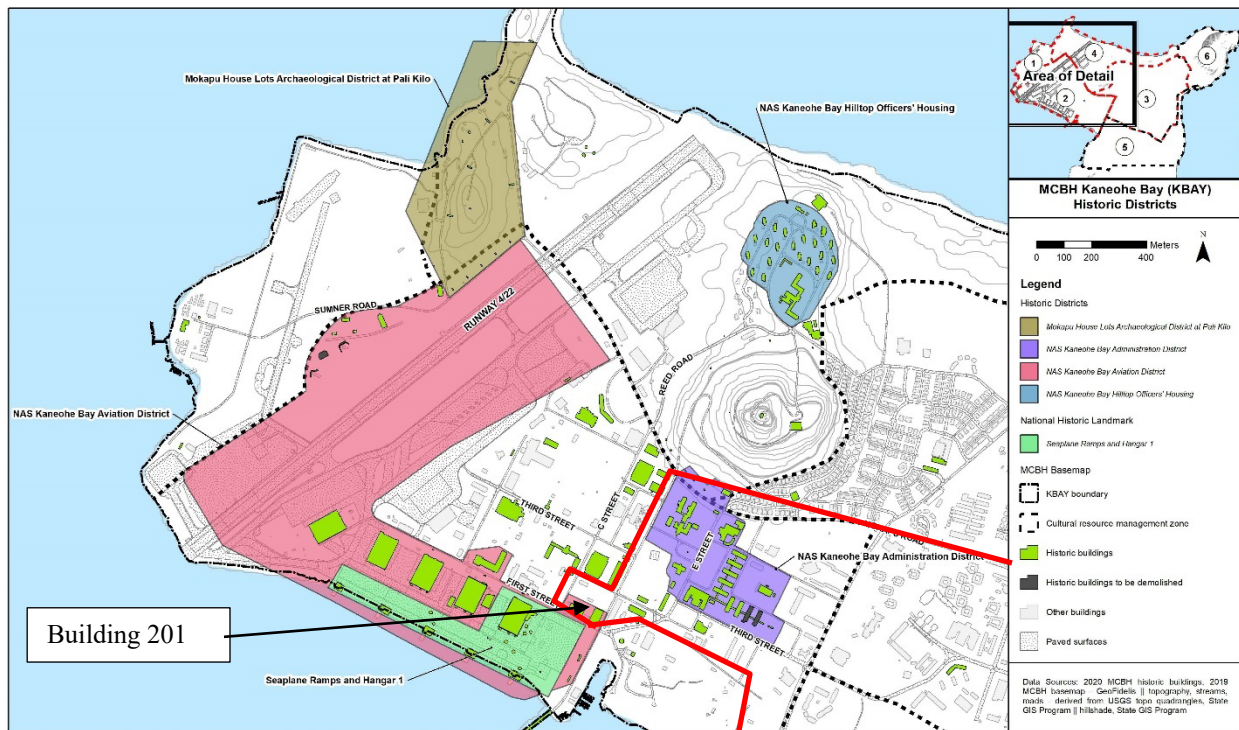 Mokapu House Lots Archaeological District at Pali Kilo
NAS Kaneohe Bay Hilltop Officers' Housing
SUMNER ROAD
RUNWAY 4/22
REED ROAD
NAS Kaneohe Bay Aviation District
THIRD STREET
C STREET
E STREET
ROAD
NAS Kaneohe Bay Administration District
FIRST STREET
THIRD STREET
Building 201
Seaplane Ramps and Hangar 1
1
4
6
Area of Detail
2
3
5
MCBH Kaneohe Bay (KBAY)
Historic Districts
N
Meters
0 100 200 400
Legend
Historic Districts
Mokapu House Lots Archaeological District at Pali Kilo
NAS Kaneohe Bay Administration District
NAS Kaneohe Bay Aviation District
NAS Kaneohe Bay Hilltop Officers' Housing
National Historic Landmark
Seaplane Ramps and Hangar 1
MCBH Basemap
KBAY boundary
Cultural resource management zone
Historic buildings
Historic buildings to be demolished
Other buildings
Paved surfaces
Data Sources: 2020 MCBH historic buildings, 2019
MCBH basemap GeoFidelis || topography, streams,
roads derived from USGS topo quadrangles, State
GIS Program || hillshade, State GIS Program